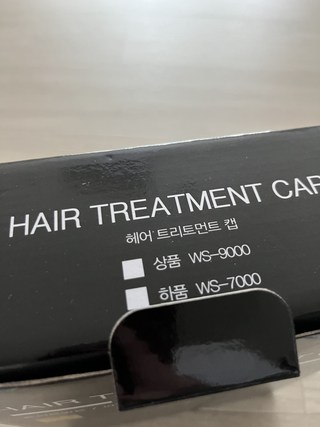 HAIR TREATMENT CAP
헤어 트리트먼트 캡
상품 WS-9000
하품 WS-7000
HAIR T